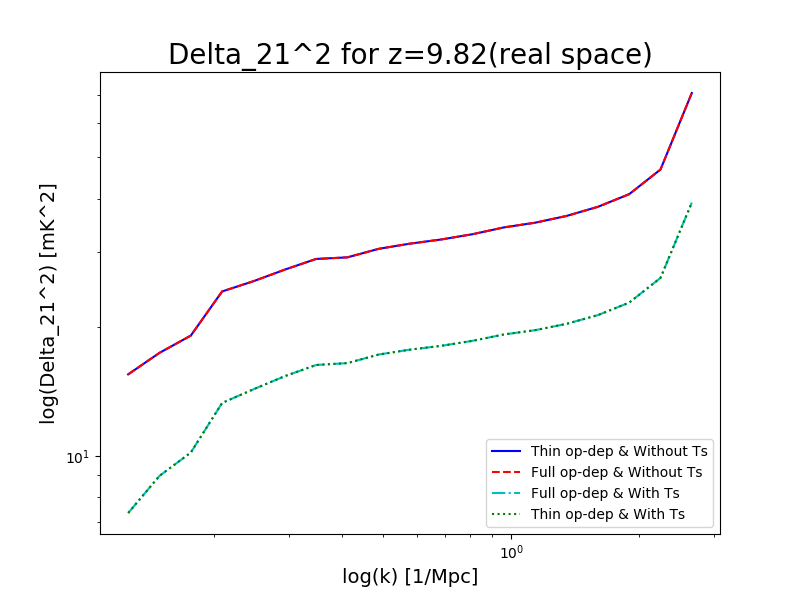 Delta_21^2 for z=9.82(real space)
log(Delta_21^2) [mK^2]
10^1
Thin op-dep & Without Ts
Full op-dep & Without Ts
Full op-dep & With Ts
Thin op-dep & With Ts
10^0
log(k) [1/Mpc]